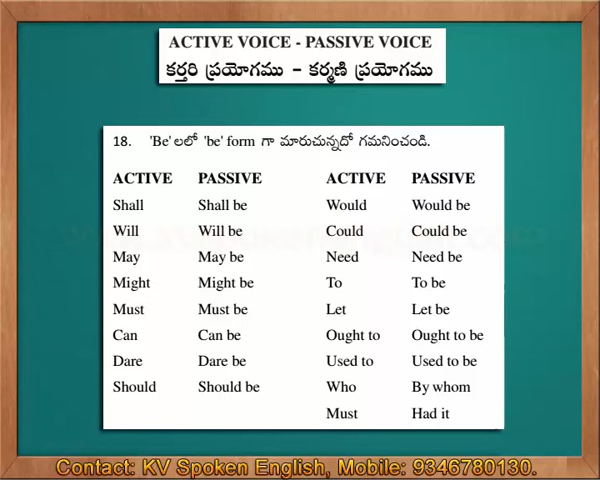 ACTIVE VOICE - PASSIVE VOICE
కర్తరి ప్రయోగము – కర్మణి ప్రయోగము
18. 'Be' లలో 'be' form గా మారుచున్నదో గమనించండి.
ACTIVE PASSIVE ACTIVE PASSIVE
Shall Shall be Would Would be
Will Will be Could Could be
May May be Need Need be
Might Might be To To be
Must Must be Let Let be
Can Can be Ought to Ought to be
Dare Dare be Used to Used to be
Should Should be Who By whom
Must Had it
Contact: KV Spoken English, Mobile: 9346780130.